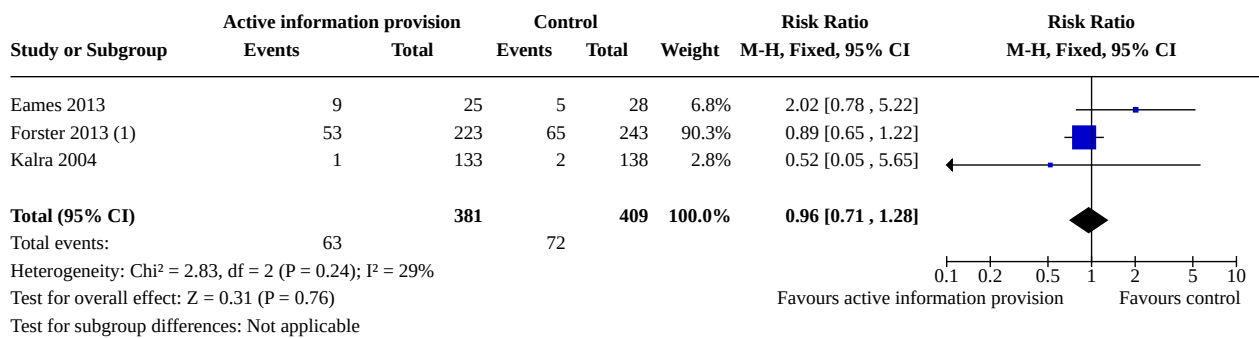 Active information provision Control Risk Ratio Risk Ratio
Study or Subgroup Events Total Events Total Weight M-H, Fixed, 95% CI M-H, Fixed, 95% CI
Eames 2013 9 25 5 28 6.8% 2.02 [0.78 , 5.22]
Forster 2013 (1) 53 223 65 243 90.3% 0.89 [0.65 , 1.22]
Kalra 2004 1 133 2 138 2.8% 0.52 [0.05 , 5.65]
Total (95% CI) 381 409 100.0% 0.96 [0.71 , 1.28]
Total events: 63 72
Heterogeneity: Chi² = 2.83, df = 2 (P = 0.24); I² = 29%
0.1 0.2 0.5 1 2 5 10
Test for overall effect: Z = 0.31 (P = 0.76) Favours active information provision Favours control
Test for subgroup differences: Not applicable